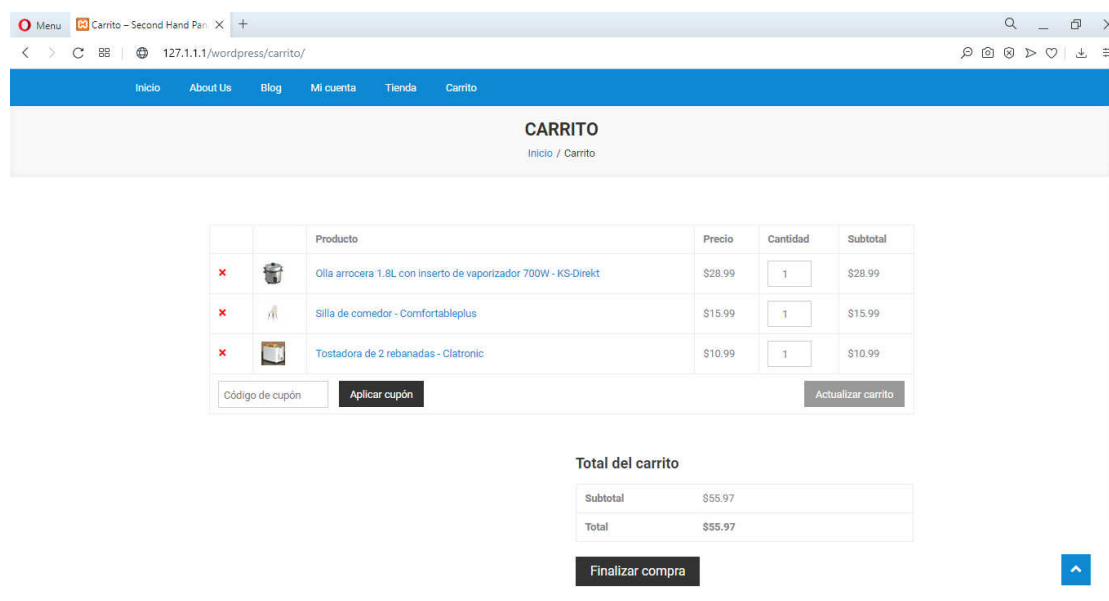 Menu
Carrito – Second Hand Pan
127.1.1.1/wordpress/carrito/
Inicio About Us Blog Mi cuenta Tienda Carrito
CARRITO
Inicio / Carrito
Producto Precio Cantidad Subtotal
Olla arrocera 1.8L con inserto de vaporizador 700W - KS-Direkt $28.99 1 $28.99
Silla de comedor - Comfortableplus $15.99 1 $15.99
Tostadora de 2 rebanadas - Clatronic $10.99 1 $10.99
Código de cupón Aplicar cupón Actualizar carrito
Total del carrito
Subtotal $55.97
Total $55.97
Finalizar compra